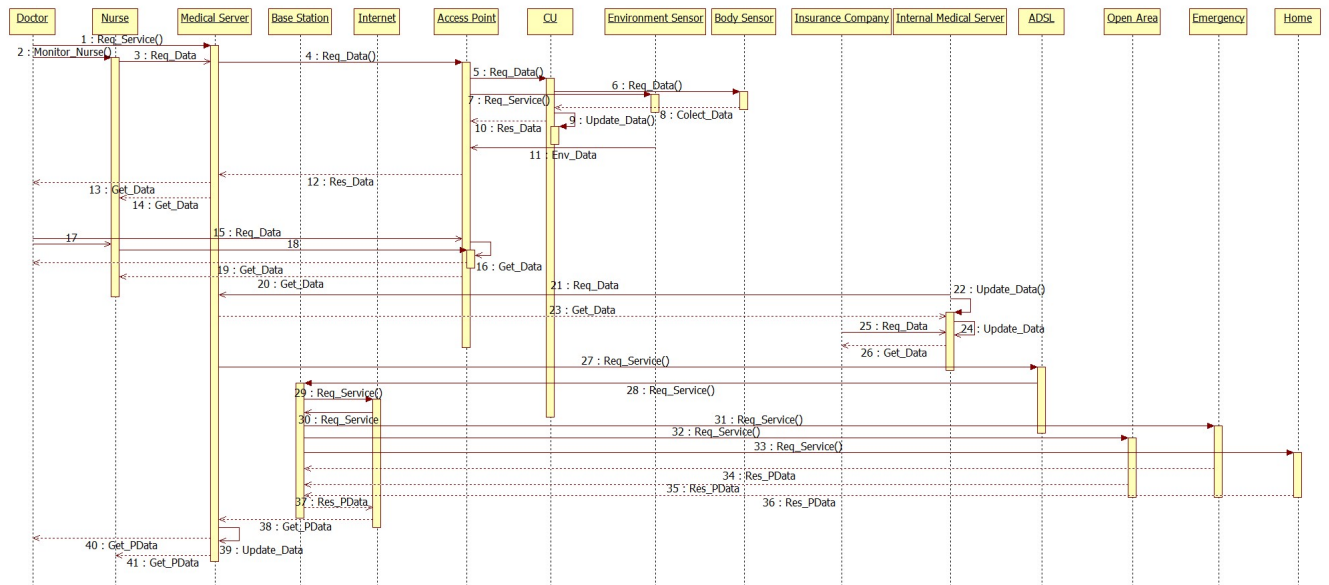 Doctor
Nurse
Medical Server
Base Station
Internet
Access Point
CU
Environment Sensor
Body Sensor
Insurance Company
Internal Medical Server
ADSL
Open Area
Emergency
Home
1 : Req_Service()
2 : Monitor_Nurse()
3 : Req_Data
4 : Req_Data()
5 : Req_Data()
6 : Req_Data()
7 : Req_Service()
8 : Colect_Data
9 : Update_Data()
10 : Res_Data
11 : Env_Data
12 : Res_Data
13 : Get_Data
14 : Get_Data
15 : Req_Data
17
18
16 : Get_Data
19 : Get_Data
20 : Get_Data
21 : Req_Data
22 : Update_Data()
23 : Get_Data
25 : Req_Data
24 : Update_Data
26 : Get_Data
27 : Req_Service()
28 : Req_Service()
29 : Req_Service()
30 : Req_Service
31 : Req_Service()
32 : Req_Service()
33 : Req_Service()
34 : Res_PData
35 : Res_PData
36 : Res_PData
37 : Res_PData
38 : Get_PData
40 : Get_PData
39 : Update_Data
41 : Get_PData